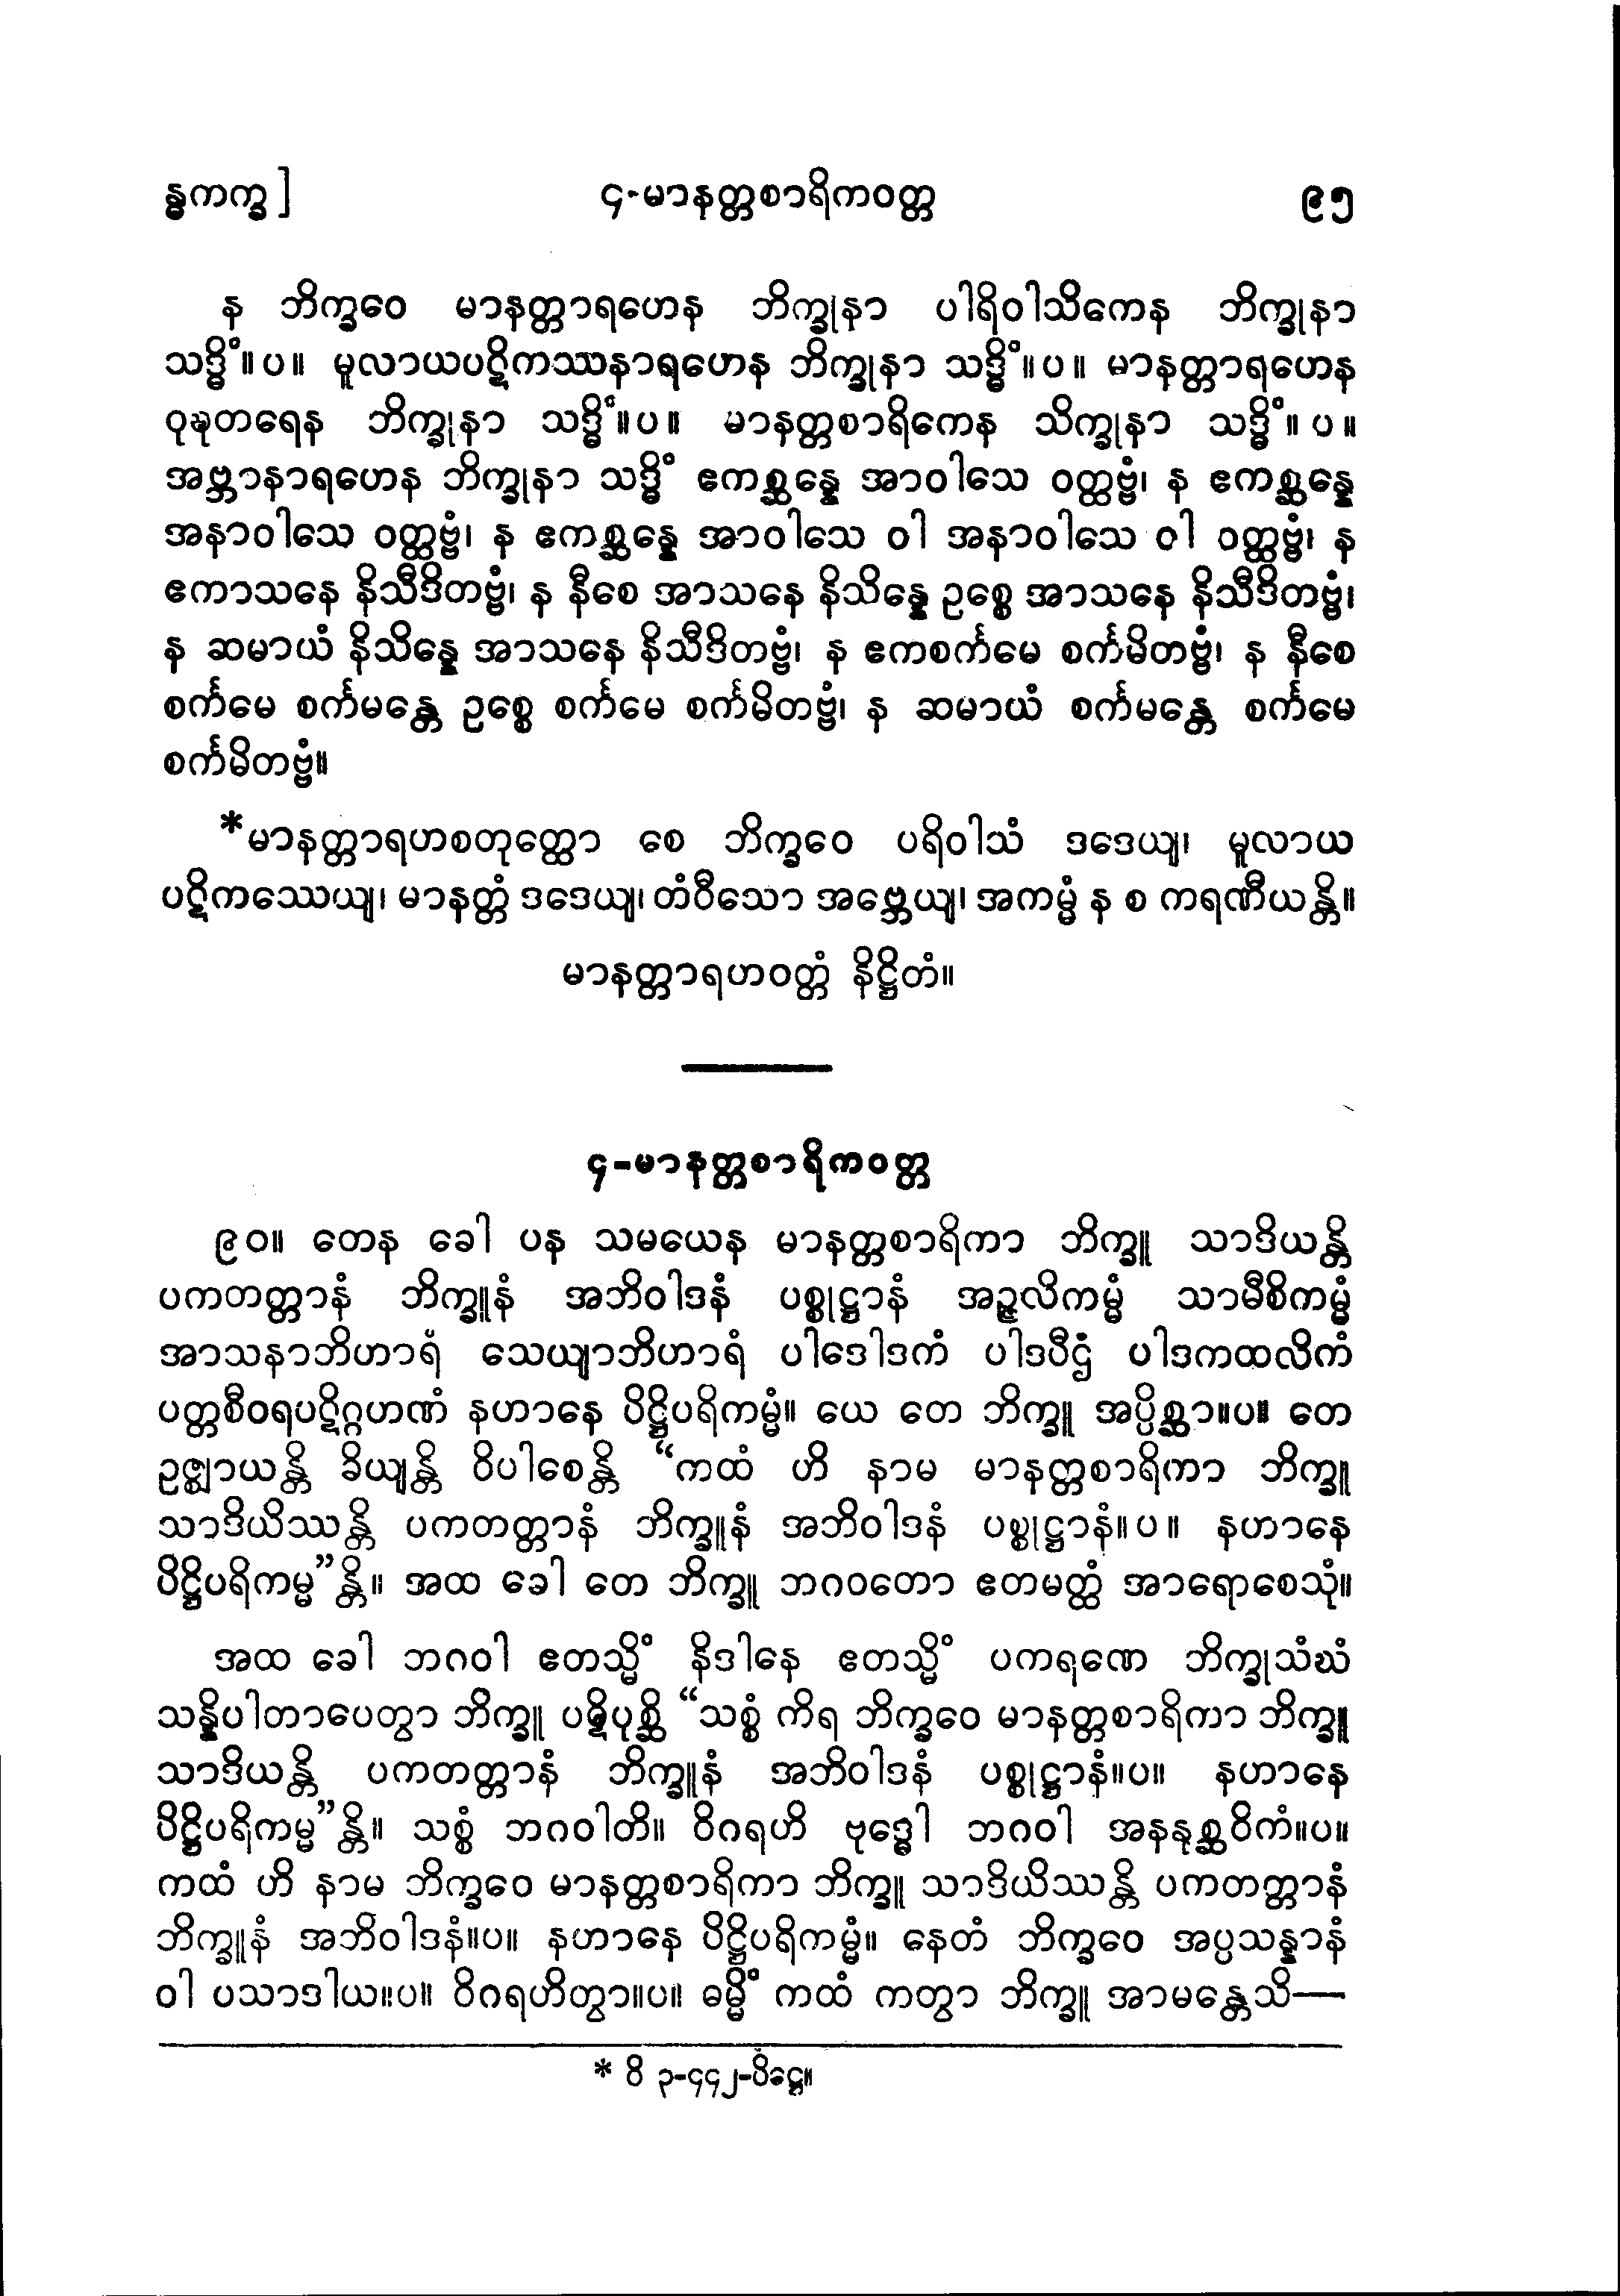 န္ဓကက္ခ] ၄-မာနတ္တစာရိကဝတ္တ ၉၅
န ဘိက္ခဝေ မာနတ္တာရဟေန ဘိက္ခုနာ ပါရိဝါသိကေန ဘိက္ခုနာ
သဒ္ဓိံ။ပ။ မူလာယပဋိကဿနာရဟေန ဘိက္ခုနာ သဒ္ဓိံ။ပ။ မာနတ္တာရဟေန
ဝုဍ္ဎတရေန ဘိက္ခုနာ သဒ္ဓိံ။ပ။ မာနတ္တစာရိကေန သိက္ခုနာ သဒ္ဓိံ။ပ။
အဗ္ဘာနာရဟေန ဘိက္ခုနာ သဒ္ဓိံ ဧကစ္ဆန္နေ အာဝါသေ ဝတ္ထဗ္ဗံ၊ န ဧကစ္ဆန္နေ
အနာဝါသေ ဝတ္ထဗ္ဗံ၊ န ဧကစ္ဆန္နေ အာဝါသေ ဝါ အနာဝါသေ ဝါ ဝတ္ထဗ္ဗံ၊ န
ဧကာသနေ နိသီဒိတဗ္ဗံ၊ န နီစေ အာသနေ နိသိန္နေ ဥစ္စေ အာသနေ နိသီဒိတဗ္ဗံ၊
န ဆမာယံ နိသိန္နေ အာသနေ နိသီဒိတဗ္ဗံ၊ န ဧကစင်္ကမေ စင်္ကမိတဗ္ဗံ၊ န နီစေ
စင်္ကမေ စင်္ကမန္တေ ဥစ္စေ စင်္ကမေ စင်္ကမိတဗ္ဗံ၊ န ဆမာယံ စင်္ကမန္တေ စင်္ကမေ
စင်္ကမိတဗ္ဗံ။
*မာနတ္တာရဟစတုတ္ထော စေ ဘိက္ခဝေ ပရိဝါသံ ဒဒေယျ၊ မူလာယ
ပဋိကဿေယျ၊ မာနတ္တံ ဒဒေယျ၊ တံဝီသော အဗ္ဘေယျ၊ အကမ္မံ န စ ကရဏီယန္တိ။
မာနတ္တာရဟဝတ္တံ နိဋ္ဌိတံ။
၄-မာနတ္တစာရိကဝတ္တ
၉၀။ တေန ခေါ ပန သမယေန မာနတ္တစာရိကာ ဘိက္ခူ သာဒိယန္တိ
ပကတတ္တာနံ ဘိက္ခူနံ အဘိဝါဒနံ ပစ္စုဋ္ဌာနံ အဉ္ဇလိကမ္မံ သာမီစိကမ္မံ
အာသနာဘိဟာရံ သေယျာဘိဟာရံ ပါဒေါဒကံ ပါဒပီဌံ ပါဒကထလိကံ
ပတ္တစီဝရပဋိဂ္ဂဟဏံ နဟာနေ ပိဋ္ဌိပရိကမ္မံ။ ယေ တေ ဘိက္ခူ အပ္ပိစ္ဆာ။ပ။ တေ
ဥဇ္ဈာယန္တိ ခိယျန္တိ ဝိပါစေန္တိ “ကထံ ဟိ နာမ မာနတ္တစာရိကာ ဘိက္ခူ
သာဒိယိဿန္တိ ပကတတ္တာနံ ဘိက္ခူနံ အဘိဝါဒနံ ပစ္စုဋ္ဌာနံ။ပ။ နဟာနေ
ပိဋ္ဌိပရိကမ္မ”န္တိ။ အထ ခေါ တေ ဘိက္ခူ ဘဂဝတော ဧတမတ္ထံ အာရောစေသုံ။
အထ ခေါ ဘဂဝါ ဧတသ္မိံ နိဒါနေ ဧတသ္မိံ ပကရဏေ ဘိက္ခုသံဃံ
သန္နိပါတာပေတွာ ဘိက္ခူ ပဋိပုစ္ဆိ “သစ္စံ ကိရ ဘိက္ခဝေ မာနတ္တစာရိကာ ဘိက္ခူ
သာဒိယန္တိ ပကတတ္တာနံ ဘိက္ခူနံ အဘိဝါဒနံ ပစ္စုဋ္ဌာနံ။ပ။ နဟာနေ
ပိဋ္ဌိပရိကမ္မ”န္တိ။ သစ္စံ ဘဂဝါတိ။ ဝိဂရဟိ ဗုဒ္ဓေါ ဘဂဝါ အနနုစ္ဆဝိကံ။ပ။
ကထံ ဟိ နာမ ဘိက္ခဝေ မာနတ္တစာရိကာ ဘိက္ခူ သာဒိယိဿန္တိ ပကတတ္တာနံ
ဘိက္ခူနံ အဘိဝါဒနံ။ပ။ နဟာနေ ပိဋ္ဌိပရိကမ္မံ။ နေတံ ဘိက္ခဝေ အပ္ပသန္နာနံ
ဝါ ပသာဒါယ။ပ။ ဝိဂရဟိတွာ။ပ။ ဓမ္မိံ ကထံ ကတွာ ဘိက္ခူ အာမန္တေသိ—
* ဝိ ၃-၄၄၂-ပိဋ္ဌေ။